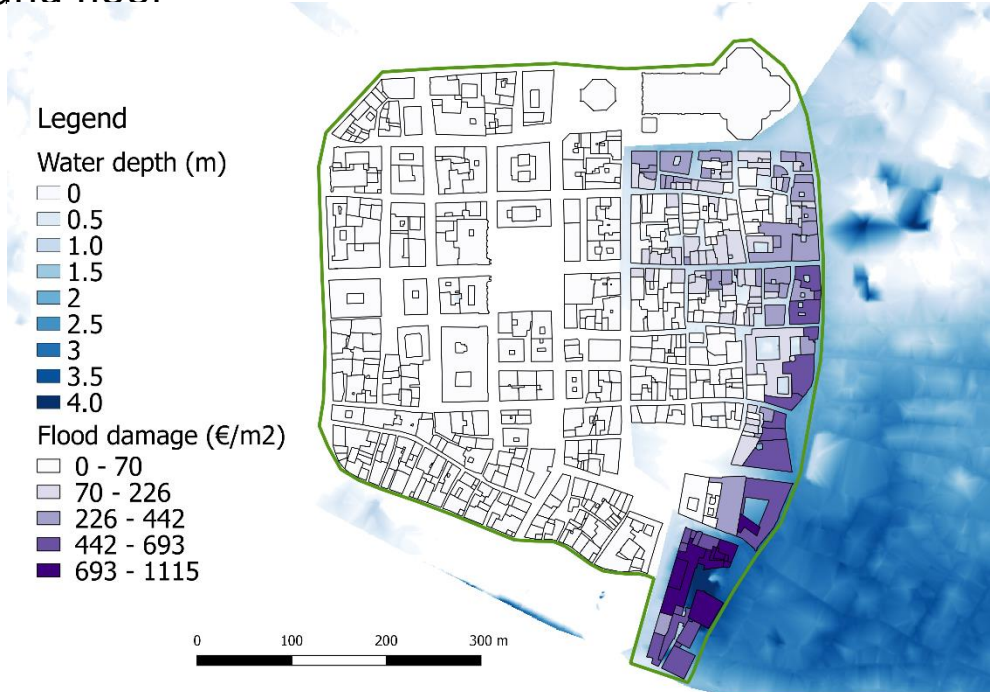 Legend
Water depth (m)
0
0.5
1.0
1.5
2
2.5
3
3.5
4.0
Flood damage (€/m2)
0 - 70
70 - 226
226 - 442
442 - 693
693 - 1115
0 100 200 300 m